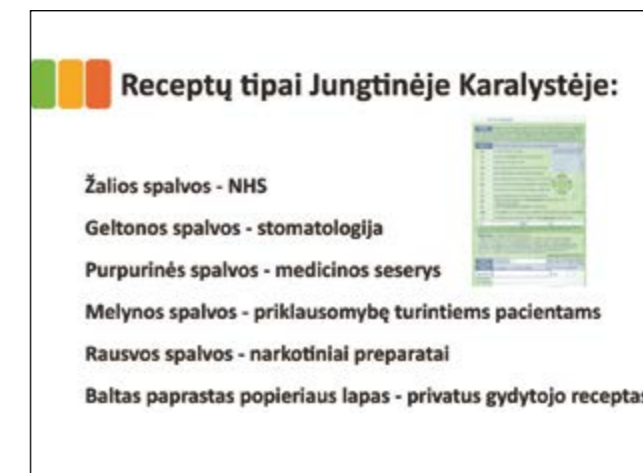 Receptų tipai Jungtinėje Karalystėje:
Žalios spalvos - NHS
Geltonos spalvos - stomatologija
Purpurinės spalvos - medicinos seserys
Melynos spalvos - priklausomybę turintiems pacientams
Rausvos spalvos - narkotiniai preparatai
Baltas paprastas popieriaus lapas - privatus gydytojo receptas